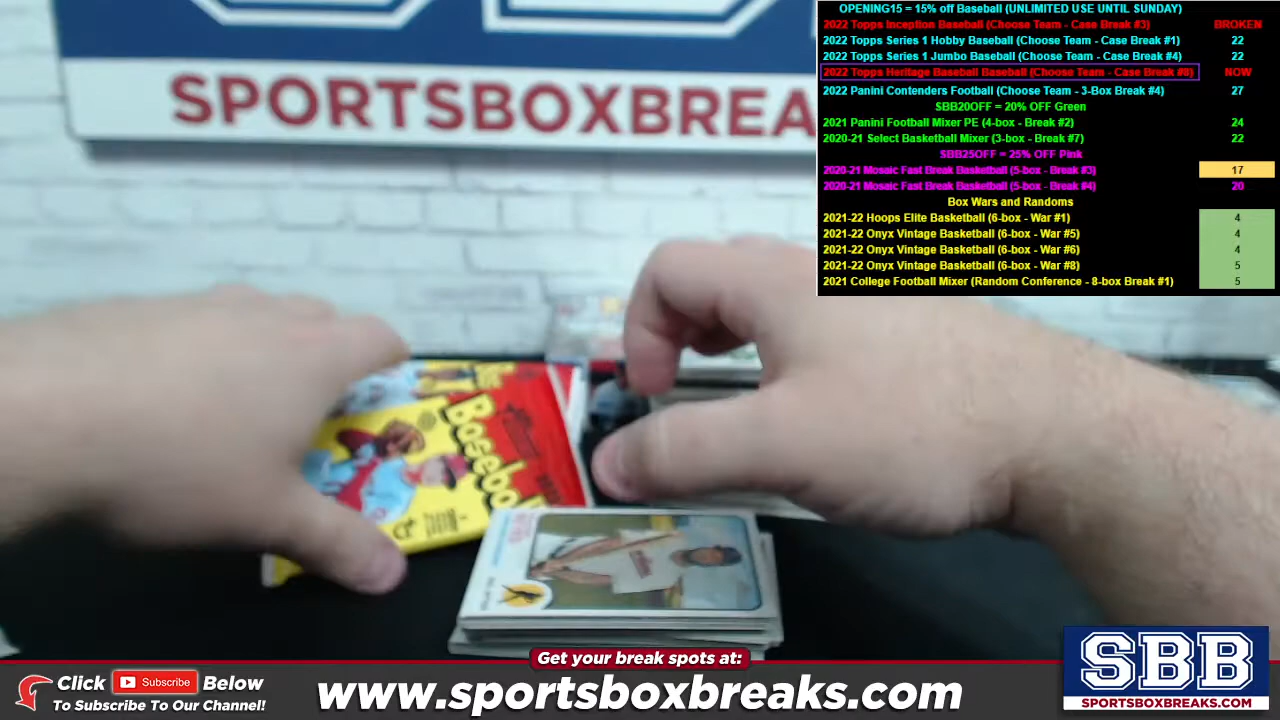 OPENING15 = 15% off Baseball (UNLIMITED USE UNTIL SUNDAY)
2022 Topps Inception Baseball (Choose Team - Case Break #3) BROKEN
2022 Topps Series 1 Hobby Baseball (Choose Team - Case Break #1) 22
2022 Topps Series 1 Jumbo Baseball (Choose Team - Case Break #4) 22
2022 Topps Heritage Baseball Baseball (Choose Team - Case Break #8) NOW
2022 Panini Contenders Football (Choose Team - 3-Box Break #4) 27
SBB20OFF = 20% OFF Green
2021 Panini Football Mixer PE (4-box - Break #2) 24
2020-21 Select Basketball Mixer (3-box - Break #7) 22
SBB25OFF = 25% OFF Pink
2020-21 Mosaic Fast Break Basketball (5-box - Break #3) 17
2020-21 Mosaic Fast Break Basketball (5-box - Break #4) 20
Box Wars and Randoms
2021-22 Hoops Elite Basketball (6-box - War #1) 4
2021-22 Onyx Vintage Basketball (6-box - War #5) 4
2021-22 Onyx Vintage Basketball (6-box - War #6) 4
2021-22 Onyx Vintage Basketball (6-box - War #8) 5
2021 College Football Mixer (Random Conference - 8-box Break #1) 5
SPORTSBOXBREA
Baseball
Get your break spots at:
Click Subscribe Below
To Subscribe To Our Channel!
www.sportsboxbreaks.com
SBB
SPORTSBOXBREAKS.COM